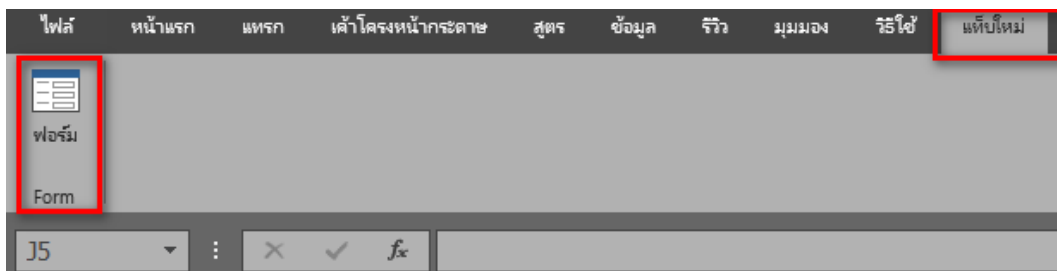 ไฟล์ หน้าแรก แทรก เค้าโครงหน้ากระดาษ สูตร ข้อมูล รีวิว มุมมอง วิธีใช้ แท็บใหม่
ฟอร์ม
Form
J5 fx